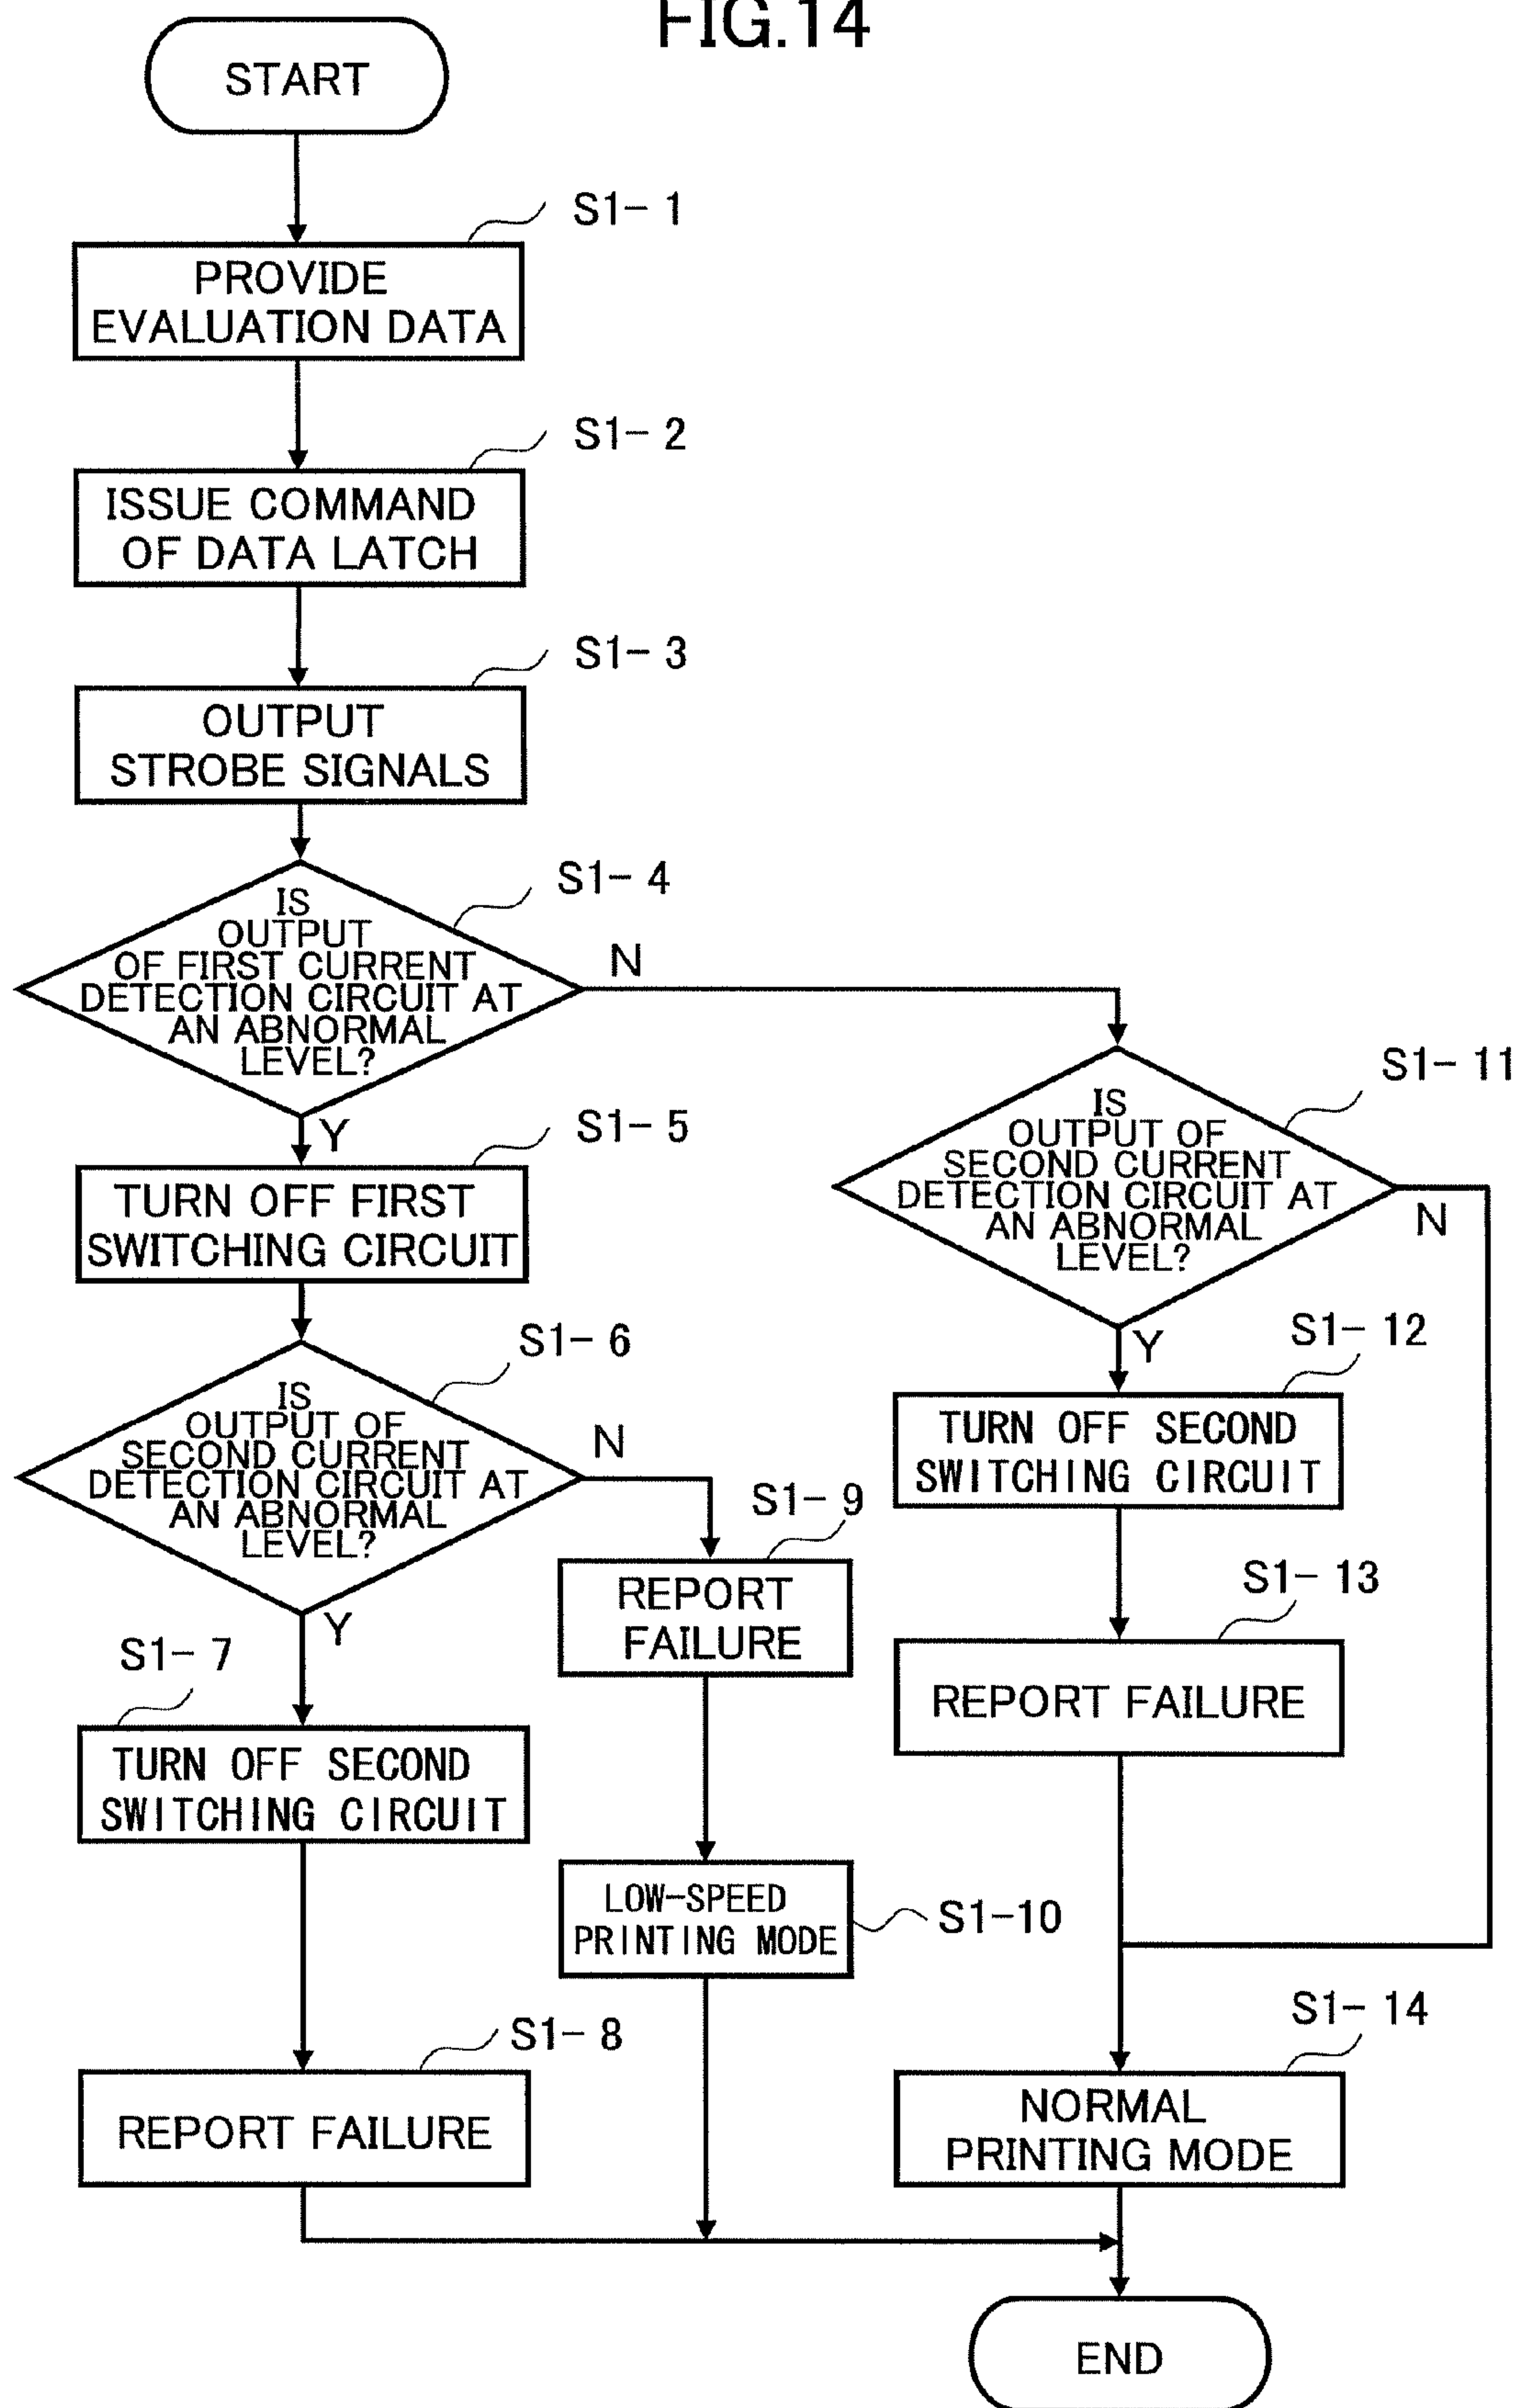 FIG.14
START
S1-1
PROVIDE
EVALUATION DATA
S1-2
ISSUE COMMAND
OF DATA LATCH
S1-3
OUTPUT
STROBE SIGNALS
S1-4
IS
OUTPUT
OF FIRST CURRENT
DETECTION CIRCUIT AT
AN ABNORMAL
LEVEL?
N
Y
S1-5
TURN OFF FIRST
SWITCHING CIRCUIT
S1-6
IS
OUTPUT OF
SECOND CURRENT
DETECTION CIRCUIT AT
AN ABNORMAL
LEVEL?
N
Y
S1-7
TURN OFF SECOND
SWITCHING CIRCUIT
S1-8
REPORT FAILURE
S1-9
REPORT
FAILURE
LOW-SPEED
PRINTING MODE
S1-10
S1-11
IS
OUTPUT OF
SECOND CURRENT
DETECTION CIRCUIT AT
AN ABNORMAL
LEVEL?
N
Y
S1-12
TURN OFF SECOND
SWITCHING CIRCUIT
S1-13
REPORT FAILURE
S1-14
NORMAL
PRINTING MODE
END